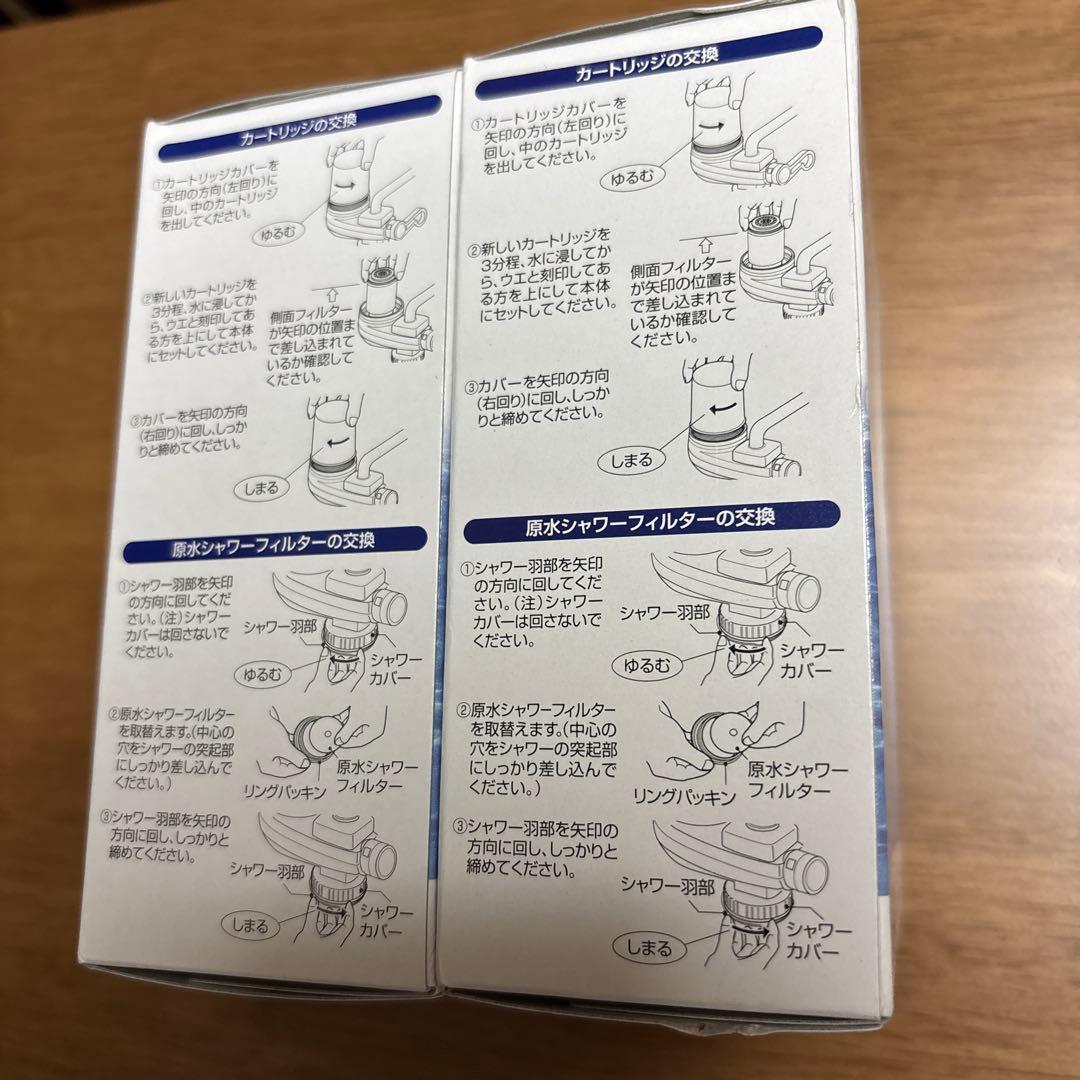 カートリッジの交換
①カートリッジカバーを
矢印の方向(左回り)に
回し、中のカートリッジ
を出してください。
ゆるむ
②新しいカートリッジを
3分程、水に浸してか
ら、ウエと刻印してあ
る方を上にして本体
にセットしてください。
側面フィルター
が矢印の位置ま
で差し込まれて
いるか確認して
ください。
③カバーを矢印の方向
(右回り)に回し、しっか
りと締めてください。
しまる
原水シャワーフィルターの交換
①シャワー羽部を矢印
の方向に回してくだ
さい。(注)シャワー
カバーは回さないで
ください。
シャワー羽部
ゆるむ
シャワー
カバー
②原水シャワーフィルター
を取替えます。(中心の
穴をシャワーの突起部
にしっかり差し込んで
ください。)
リングパッキン
原水シャワー
フィルター
③シャワー羽部を矢印の
方向に回し、しっかりと
締めてください。
シャワー羽部
しまる
シャワー
カバー
カートリッジの交換
①カートリッジカバーを
矢印の方向(左回り)に
回し、中のカートリッジ
を出してください。
ゆるむ
②新しいカートリッジを
3分程、水に浸してか
ら、ウエと刻印してあ
る方を上にして本体
にセットしてください。
側面フィルター
が矢印の位置ま
で差し込まれて
いるか確認して
ください。
③カバーを矢印の方向
(右回り)に回し、しっか
りと締めてください。
しまる
原水シャワーフィルターの交換
①シャワー羽部を矢印
の方向に回してくだ
さい。(注)シャワー
カバーは回さないで
ください。
シャワー羽部
ゆるむ
シャワー
カバー
②原水シャワーフィルター
を取替えます。(中心の
穴をシャワーの突起部
にしっかり差し込んで
ください。)
リングパッキン
原水シャワー
フィルター
③シャワー羽部を矢印の
方向に回し、しっかりと
締めてください。
シャワー羽部
しまる
シャワー
カバー